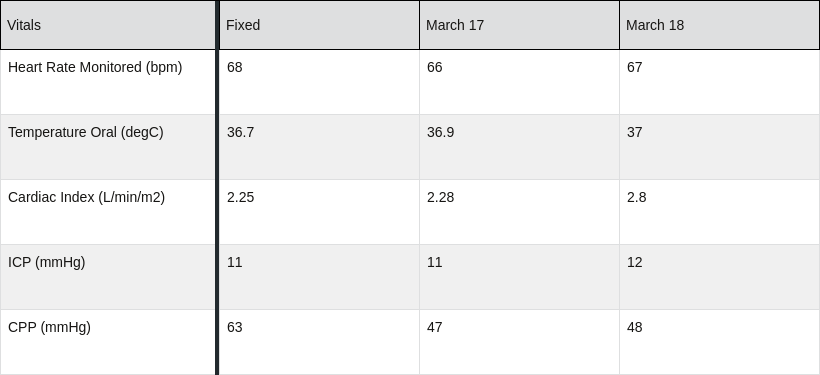 Vitals Fixed March 17 March 18
Heart Rate Monitored (bpm) 68 66 67
Temperature Oral (degC) 36.7 36.9 37
Cardiac Index (L/min/m2) 2.25 2.28 2.8
ICP (mmHg) 11 11 12
CPP (mmHg) 63 47 48